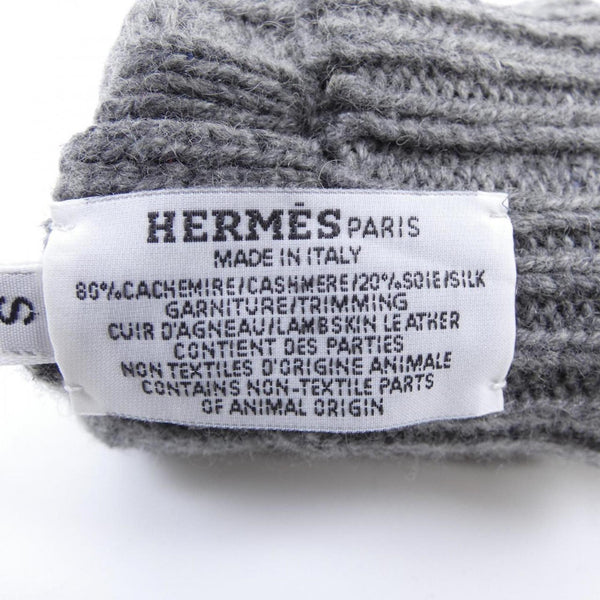 HERMÈS PARIS
MADE IN ITALY
80%CACHEMIRE/CASHMERE/20%SOIE/SILK
GARNITURE/TRIMMING
CUIR D'AGNEAU/LAMBSKIN LEATHER
CONTIENT DES PARTIES
NON TEXTILES D'ORIGINE ANIMALE
CONTAINS NON-TEXTILE PARTS
OF ANIMAL ORIGIN
S